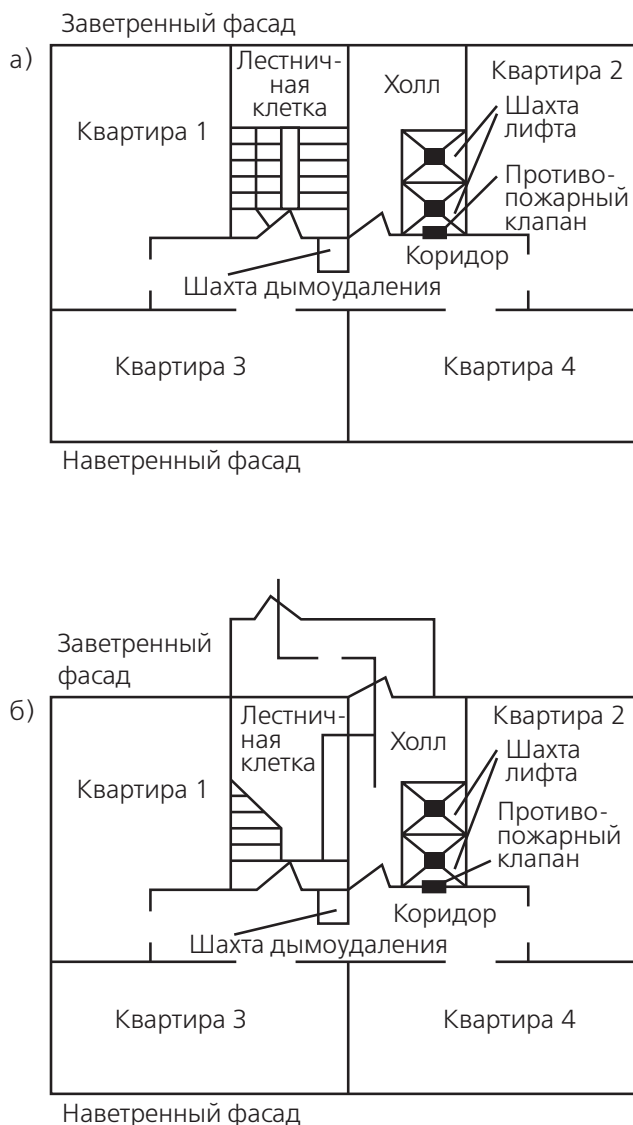 Заветренный фасад
а)
Лестнич-
ная
клетка
Холл
Квартира 2
Квартира 1
Шахта
лифта
Противо-
пожарный
клапан
Коридор
Шахта дымоудаления
Квартира 3
Квартира 4
Наветренный фасад
Заветренный
фасад
б)
Лестнич-
ная
клетка
Холл
Квартира 2
Квартира 1
Шахта
лифта
Противо-
пожарный
клапан
Коридор
Шахта дымоудаления
Квартира 3
Квартира 4
Наветренный фасад